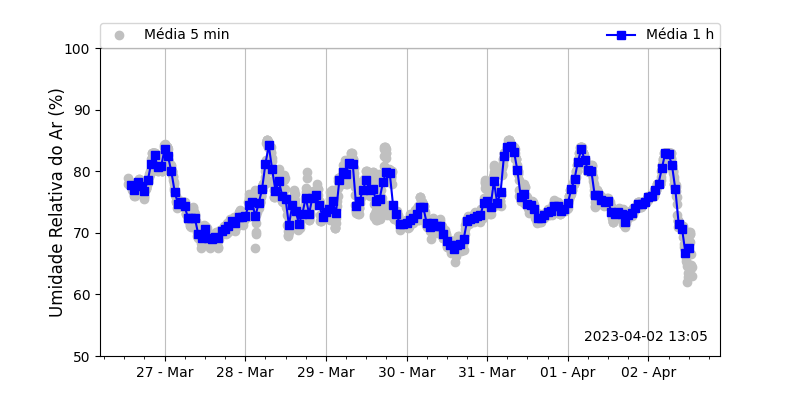 Média 5 min
Média 1 h
Umidade Relativa do Ar (%)
100
90
80
70
60
50
2023-04-02 13:05
27 - Mar
28 - Mar
29 - Mar
30 - Mar
31 - Mar
01 - Apr
02 - Apr